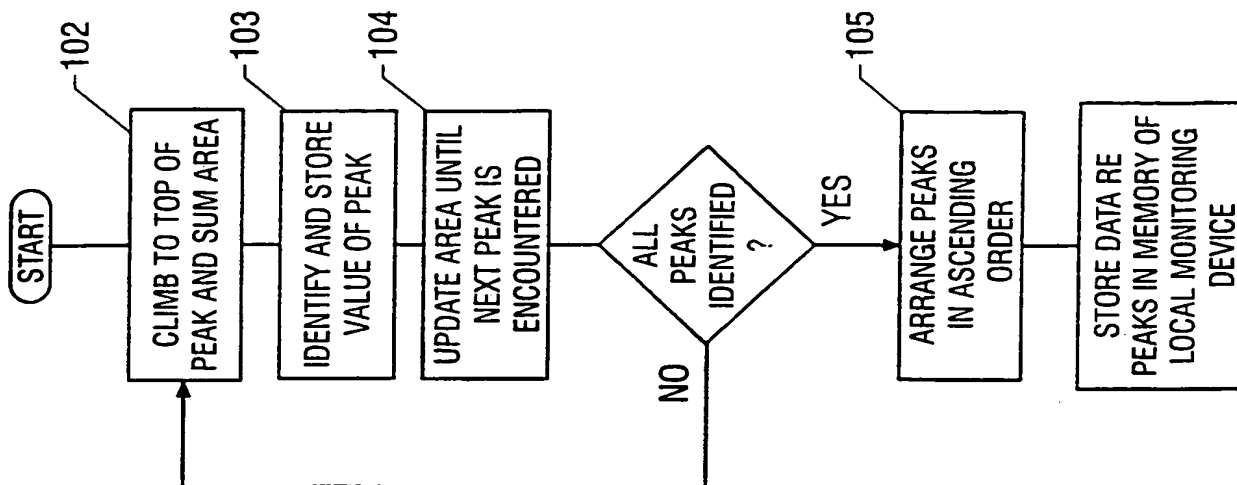 START
102
CLIMB TO TOP OF
PEAK AND SUM AREA
103
IDENTIFY AND STORE
VALUE OF PEAK
104
UPDATE AREA UNTIL
NEXT PEAK IS
ENCOUNTERED
ALL
PEAKS
IDENTIFIED
?
NO
YES
105
ARRANGE PEAKS
IN ASCENDING
ORDER
STORE DATA RE
PEAKS IN MEMORY OF
LOCAL MONITORING
DEVICE